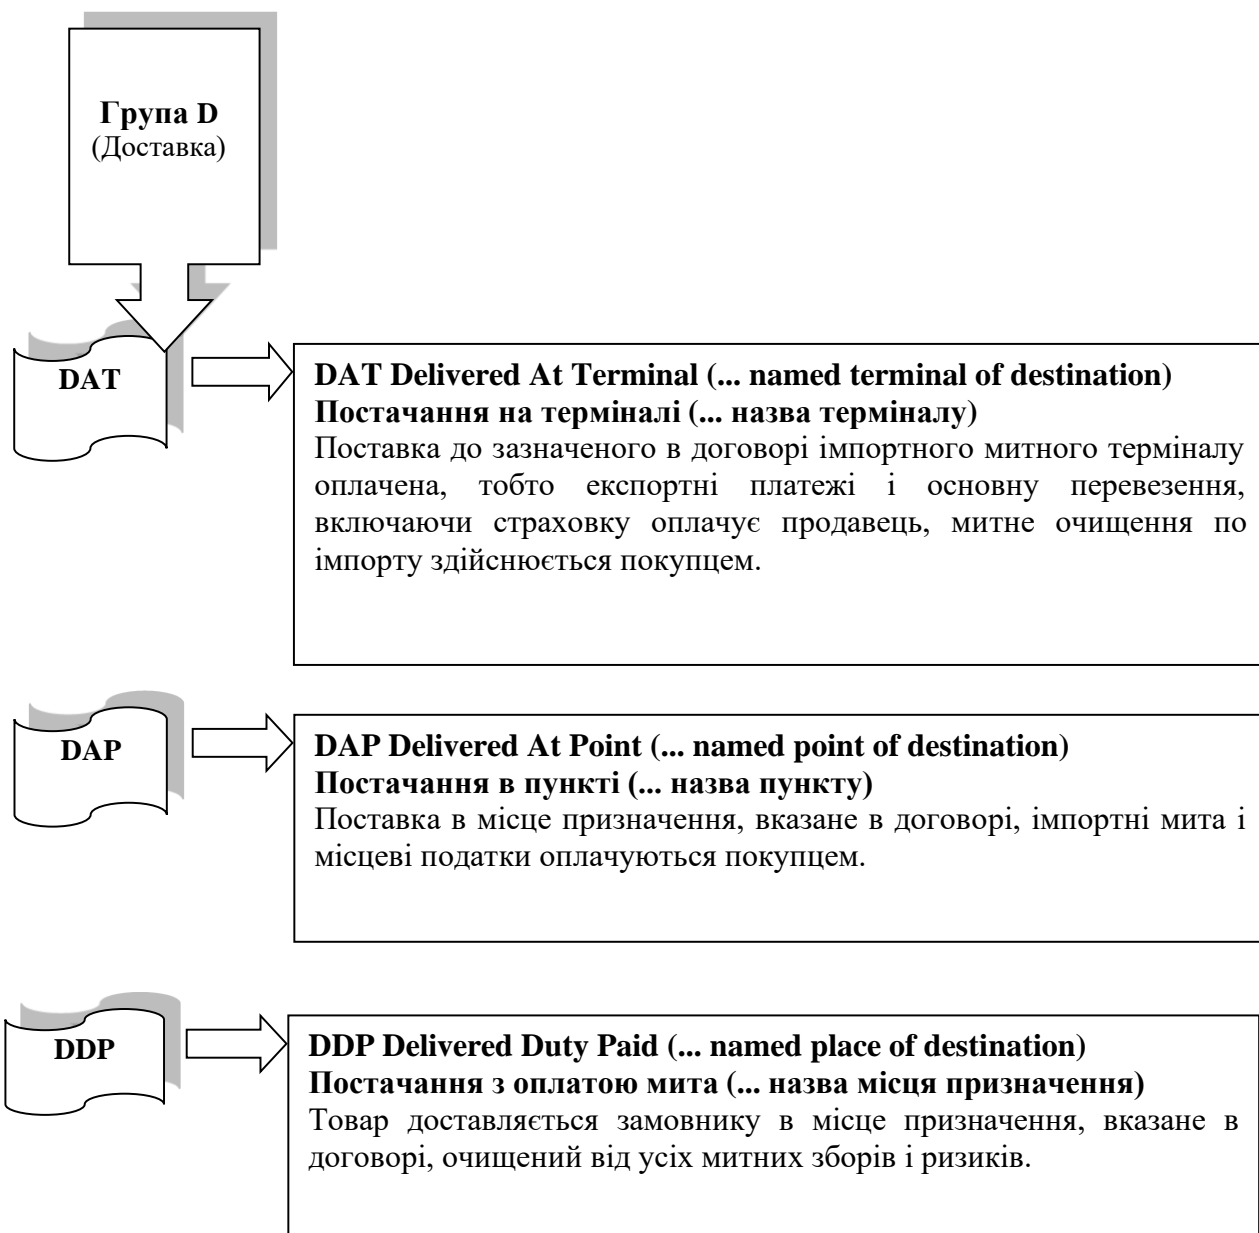 Група D
(Доставка)
DAT
DAT Delivered At Terminal (... named terminal of destination)
Постачання на терміналі (... назва терміналу)
Поставка до зазначеного в договорі імпортного митного терміналу
оплачена, тобто експортні платежі і основну перевезення,
включаючи страховку оплачує продавець, митне очищення по
імпорту здійснюється покупцем.
DAP
DAP Delivered At Point (... named point of destination)
Постачання в пункті (... назва пункту)
Поставка в місце призначення, вказане в договорі, імпортні мита і
місцеві податки оплачуються покупцем.
DDP
DDP Delivered Duty Paid (... named place of destination)
Постачання з оплатою мита (... назва місця призначення)
Товар доставляється замовнику в місце призначення, вказане в
договорі, очищений від усіх митних зборів і ризиків.